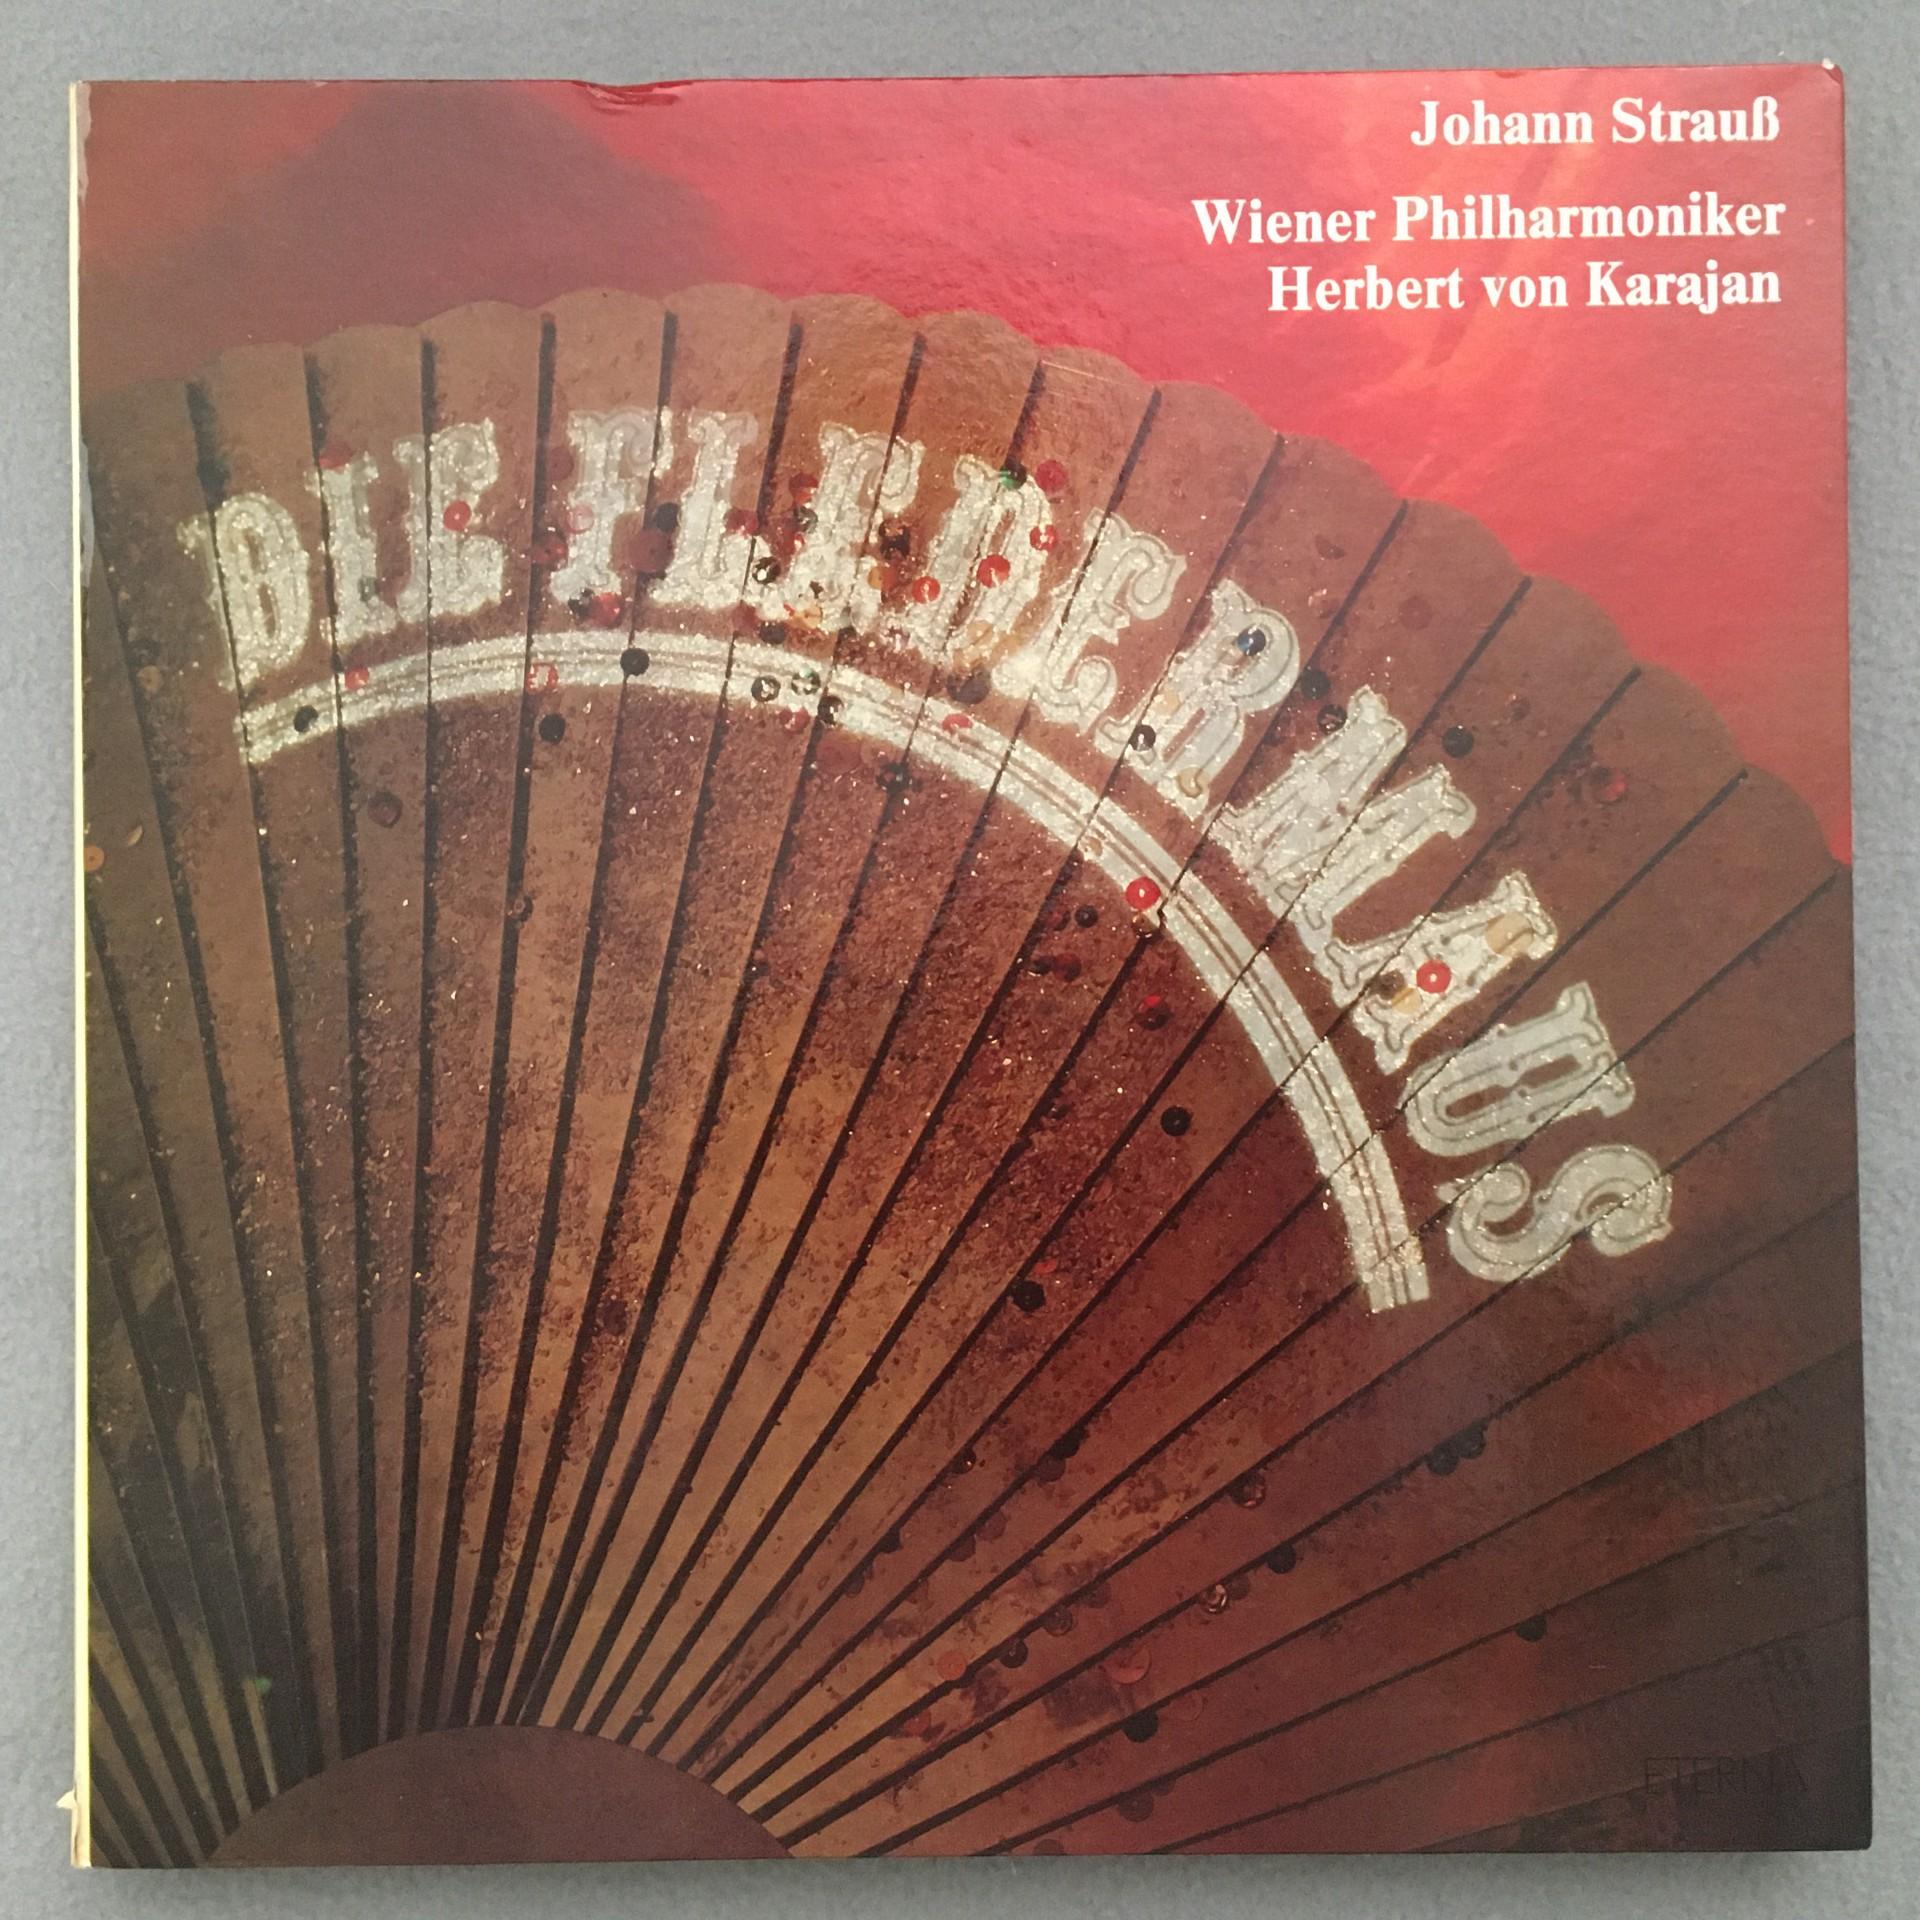 Johann Strauß
Wiener Philharmoniker
Herbert von Karajan
DIE FLEDERMAUS
ETERNA